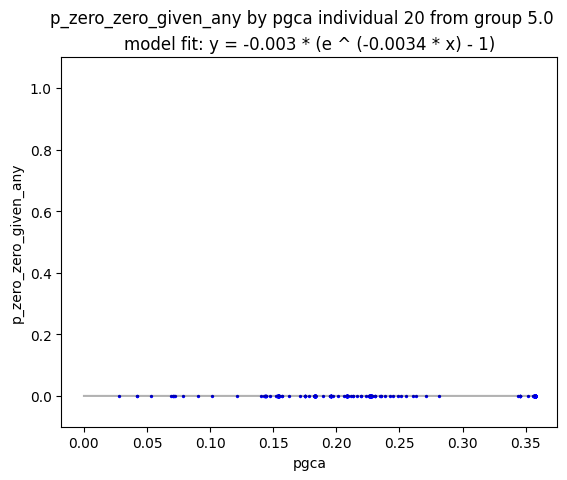 p_zero_zero_given_any by pgca individual 20 from group 5.0
model fit: y = -0.003 * (e ^ (-0.0034 * x) - 1)
1.0
0.8
0.6
0.4
0.2
0.0
p_zero_zero_given_any
0.00 0.05 0.10 0.15 0.20 0.25 0.30 0.35
pgca